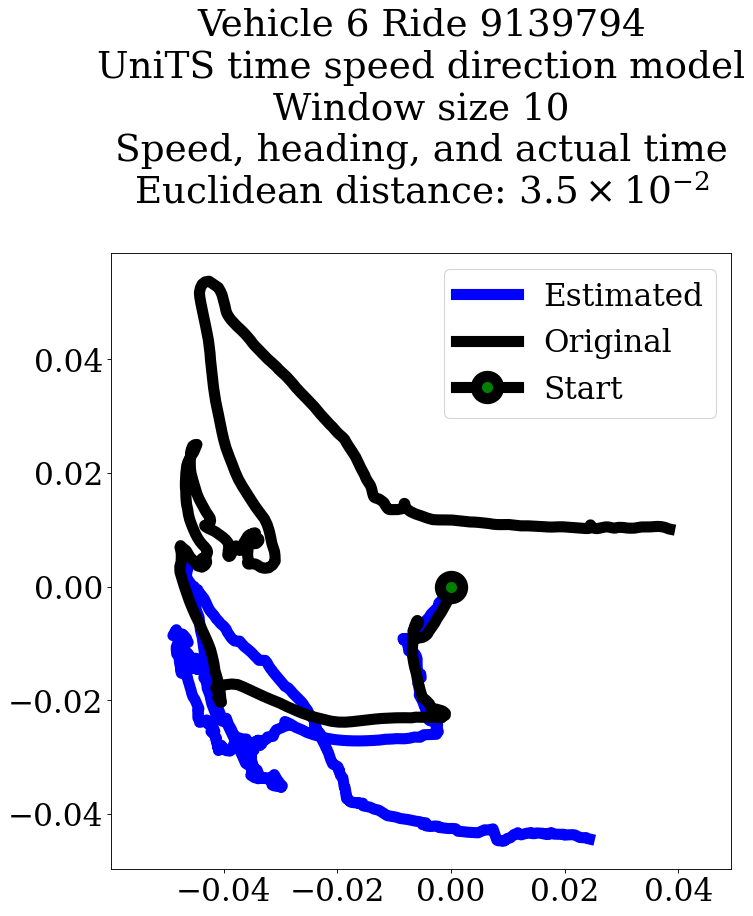 Vehicle 6 Ride 9139794
UniTS time speed direction model
Window size 10
Speed, heading, and actual time
Euclidean distance: 3.5 × 10⁻²
Estimated
Original
Start
0.04
0.02
0.00
−0.02
−0.04
−0.04 −0.02 0.00 0.02 0.04